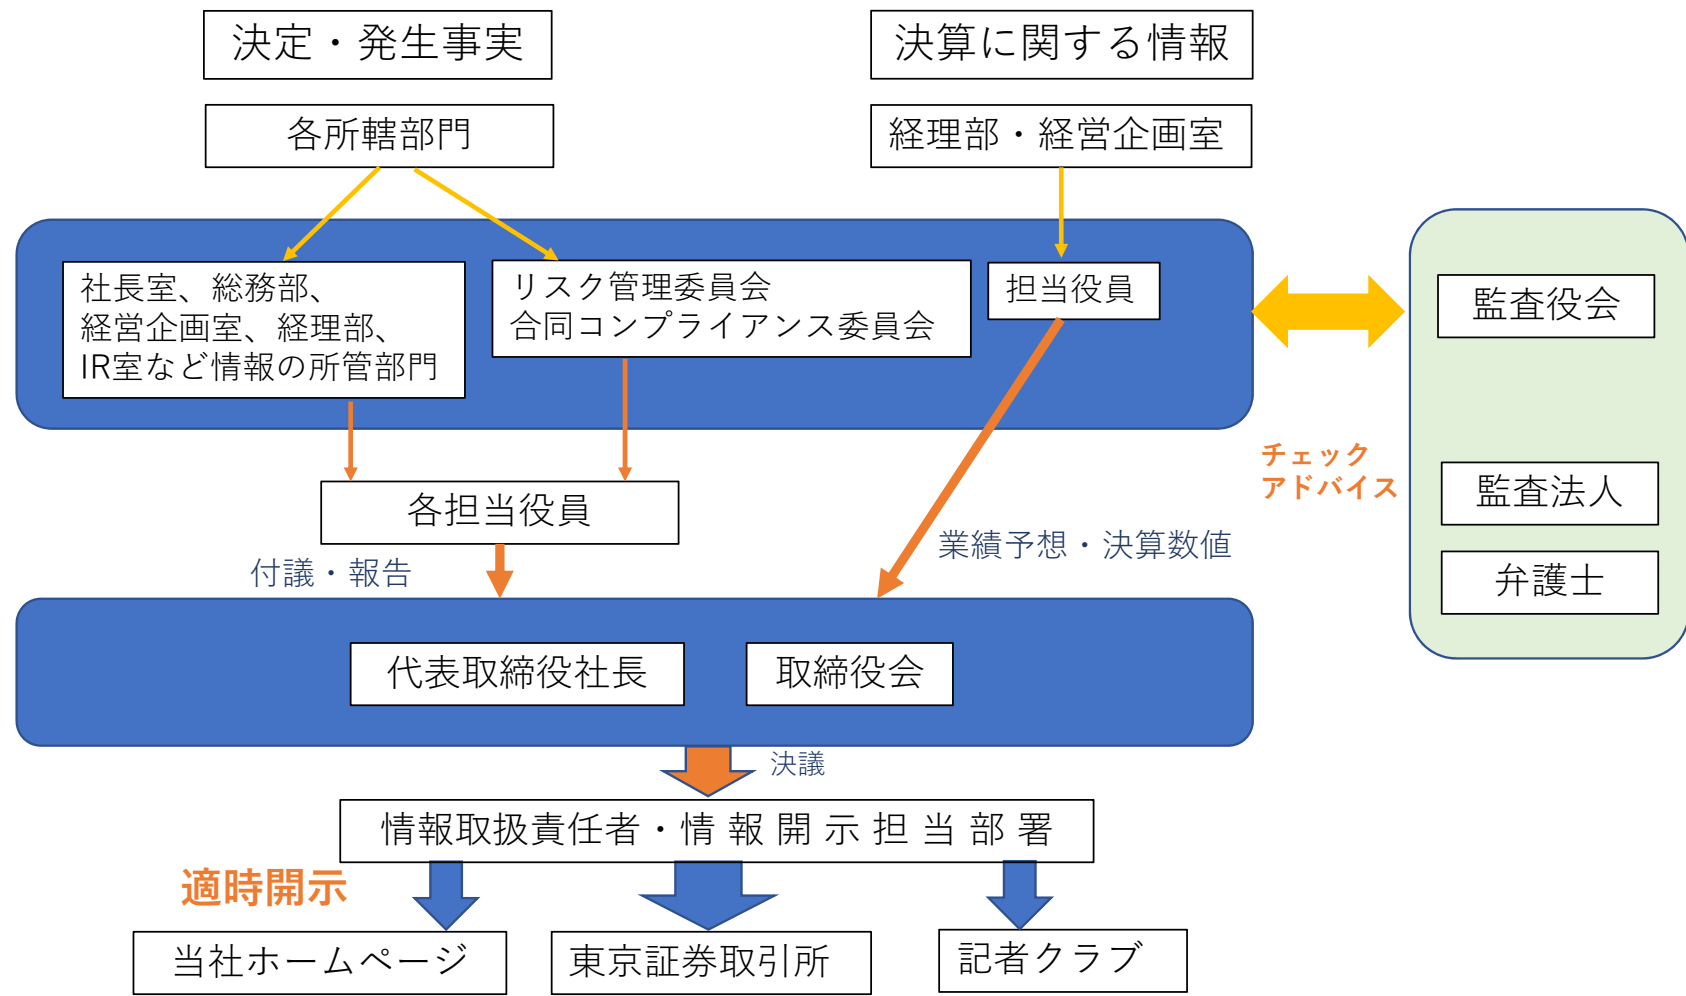 決定・発生事実
決算に関する情報
各所轄部門
経理部・経営企画室
社長室、総務部、
経営企画室、経理部、
IR室など情報の所管部門
リスク管理委員会
合同コンプライアンス委員会
担当役員
監査役会
チェック
アドバイス
監査法人
弁護士
各担当役員
付議・報告
業績予想・決算数値
代表取締役社長
取締役会
決議
情報取扱責任者・情報開示担当部署
適時開示
当社ホームページ
東京証券取引所
記者クラブ